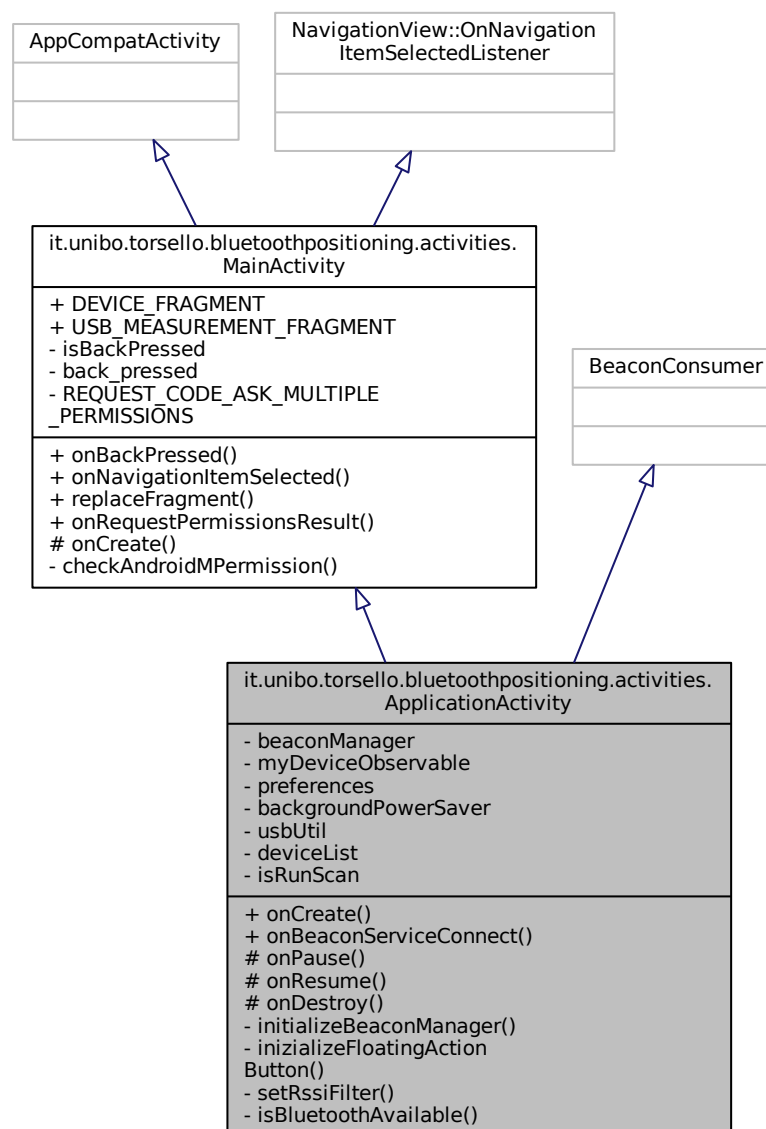 AppCompatActivity
NavigationView::OnNavigation
ItemSelectedListener
it.unibo.torsello.bluetoothpositioning.activities.
MainActivity
+ DEVICE_FRAGMENT
+ USB_MEASUREMENT_FRAGMENT
- isBackPressed
- back_pressed
- REQUEST_CODE_ASK_MULTIPLE
_PERMISSIONS
+ onBackPressed()
+ onNavigationItemSelected()
+ replaceFragment()
+ onRequestPermissionsResult()
# onCreate()
- checkAndroidMPermission()
BeaconConsumer
it.unibo.torsello.bluetoothpositioning.activities.
ApplicationActivity
- beaconManager
- myDeviceObservable
- preferences
- backgroundPowerSaver
- usbUtil
- deviceList
- isRunScan
+ onCreate()
+ onBeaconServiceConnect()
# onPause()
# onResume()
# onDestroy()
- initializeBeaconManager()
- inizializeFloatingAction
Button()
- setRssiFilter()
- isBluetoothAvailable()